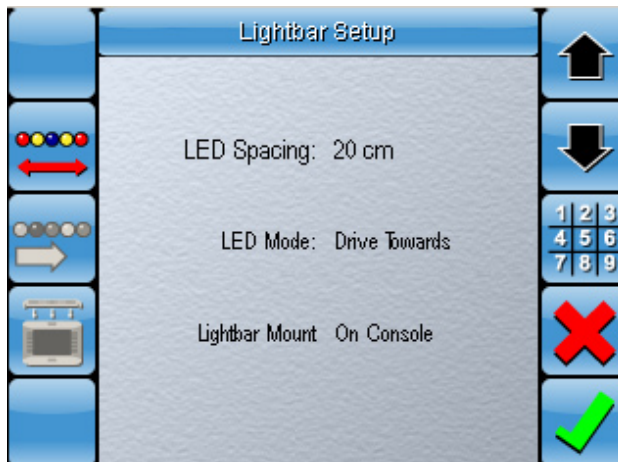 Lightbar Setup
LED Spacing: 20 cm
1 2 3
4 5 6
7 8 9
LED Mode: Drive Towards
Lightbar Mount On Console